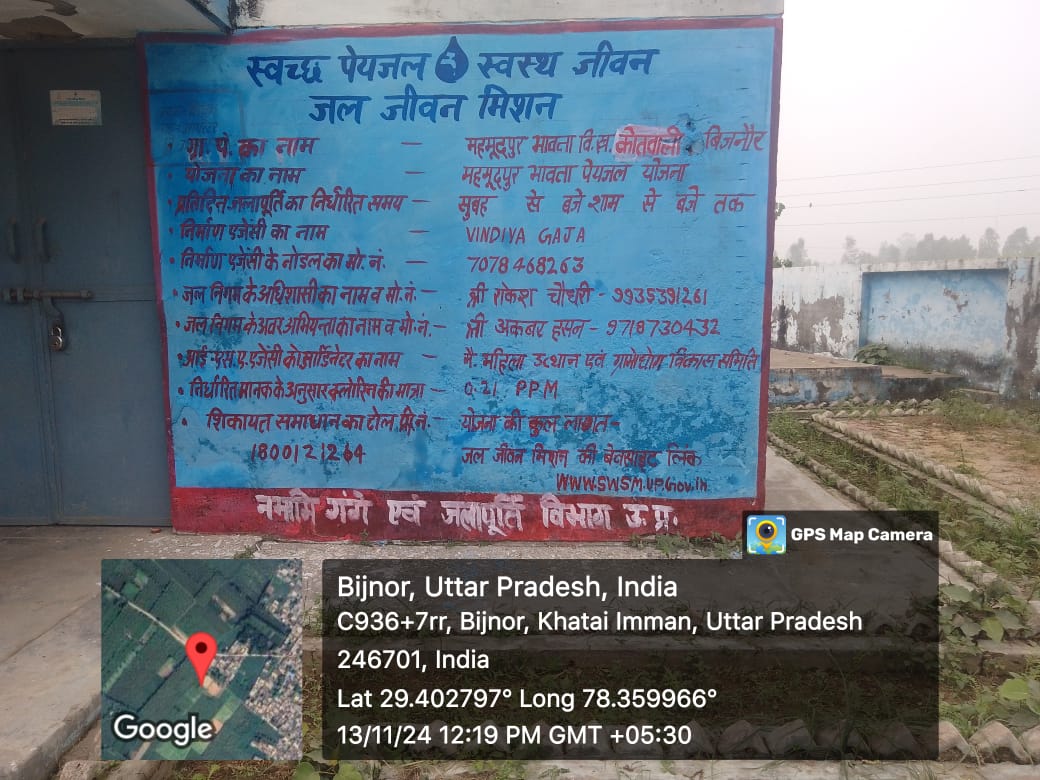 स्वच्छ पेयजल स्वस्थ जीवन
जल जीवन मिशन
• ग्रा. पं. का नाम — महमूदपुर भावता वि.ख. कोतवाली बिजनौर
• योजना का नाम — महमूदपुर भावता पेयजल योजना
• प्रतिदिन जलापूर्ति का निर्धारित समय — सुबह से बजे शाम से बजे तक
• निर्माण एजेंसी का नाम — VINDIYA GAJA
• निर्माण एजेंसी के नोडल का मो. नं. — 7078468263
• जल निगम के अधिशासी का नाम व मो. नं. — श्री राकेश चौधरी - 9935391261
• जल निगम के अवर अभियन्ता का नाम व मो. नं. — श्री अकबर हसन - 9718730432
• आई-एस.ए. एजेंसी कोआर्डिनेटर का नाम — मै. महिला उत्थान एवं ग्रामोद्योग विकास समिति
• निर्धारित मानक के अनुसार क्लोरिन की मात्रा — 0.21 PPM
• शिकायत समाधान का टोल फ्री. नं. — योजना की कुल लागत -
1800121264 जल जीवन मिशन की बेवसाइट लिंक
WWW.SWSM.UP.Gov.in
नमामि गंगे एवं जलापूर्ति विभाग ऊ प्र.
GPS Map Camera
Bijnor, Uttar Pradesh, India
C936+7rr, Bijnor, Khatai Imman, Uttar Pradesh
246701, India
Lat 29.402797° Long 78.359966°
13/11/24 12:19 PM GMT +05:30
Google